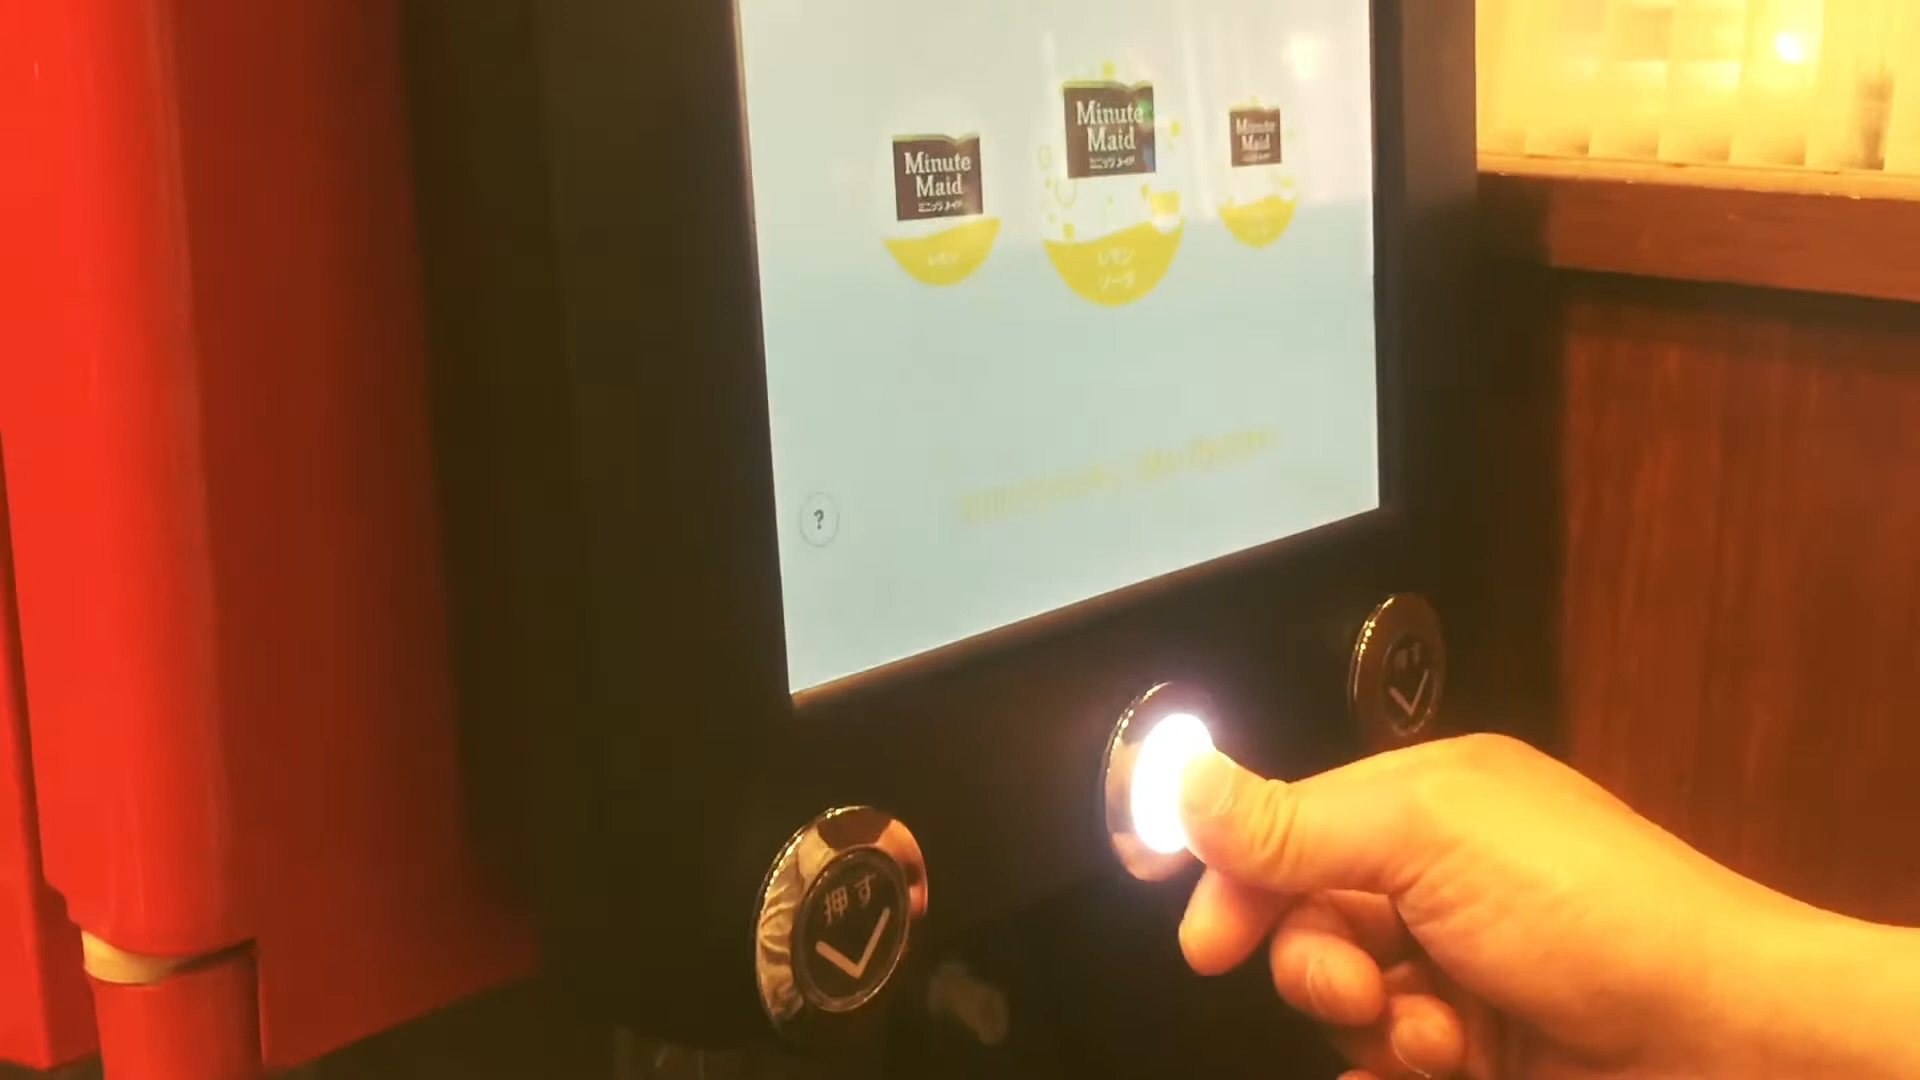 Minute
Maid
ミニッツ メイド
レモン
Minute
Maid
ミニッツ メイド
レモン
ソーダ
Minute
Maid
?
押す
押す